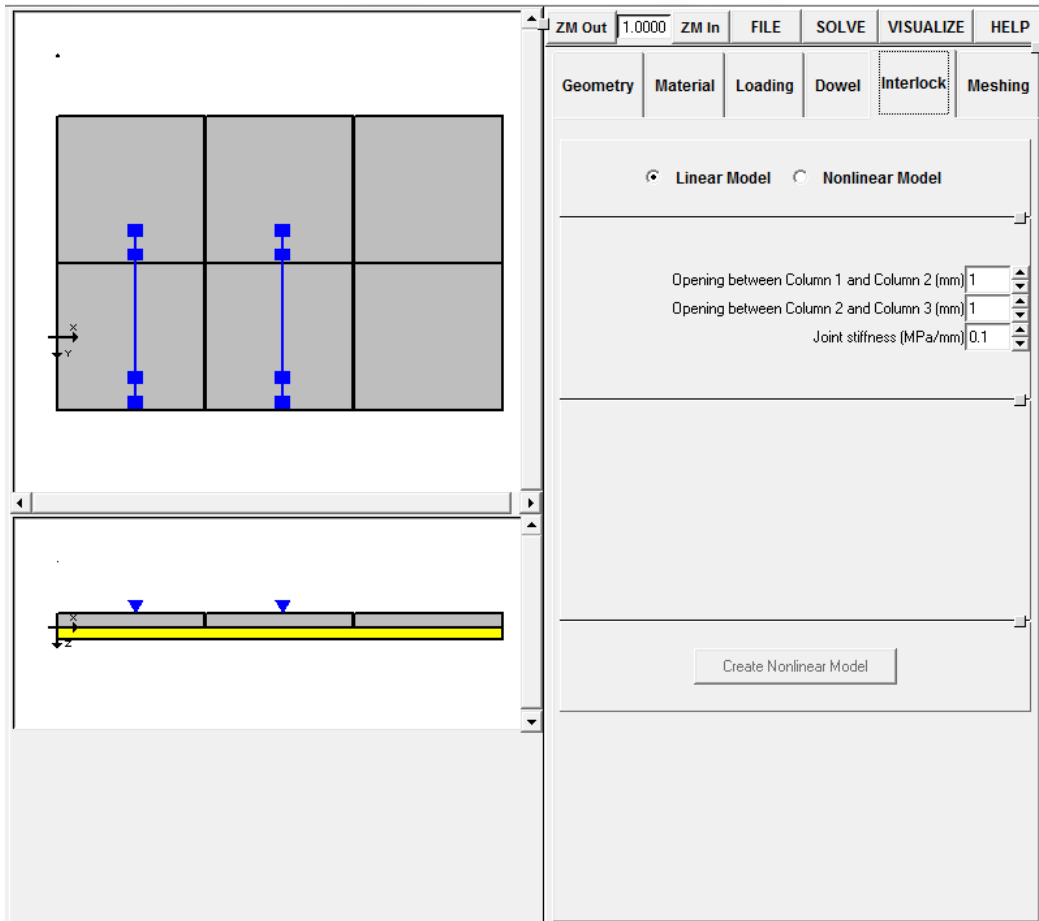 ZM Out 1.0000 ZM In FILE SOLVE VISUALIZE HELP
Geometry Material Loading Dowel Interlock Meshing
Linear Model Nonlinear Model
Opening between Column 1 and Column 2 (mm) 1
Opening between Column 2 and Column 3 (mm) 1
Joint stiffness (MPa/mm) 0.1
Create Nonlinear Model
X
Y
X
Z